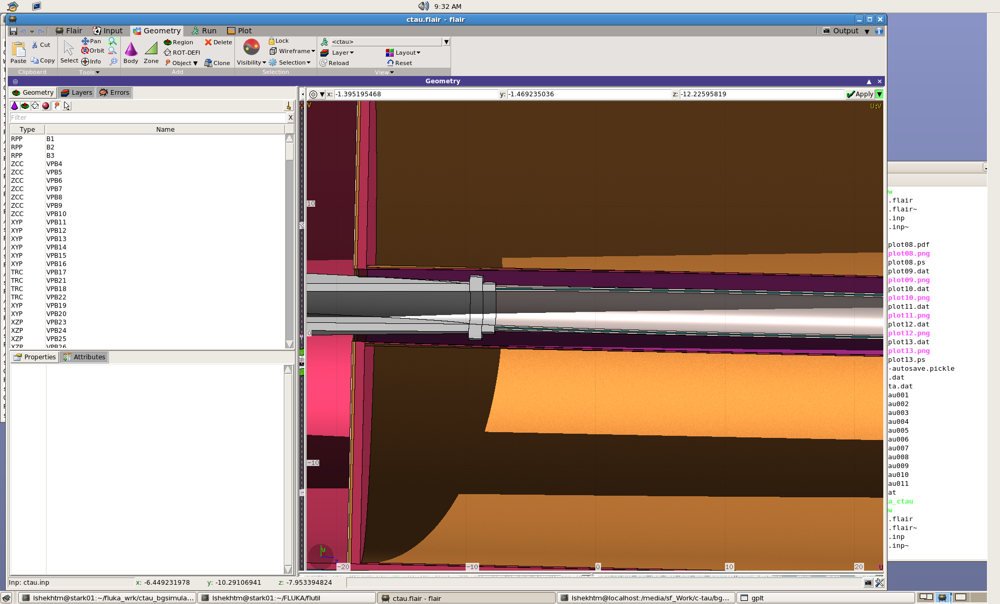 9:32 AM
ctau.flair - flair
Flair Input Geometry Run Plot Output
Paste Cut Copy
Clipboard
Select Pan Orbit Info
Tools
Body Zone Region ROT-DEFI Object Delete Clone
Add
Visibility Lock Wireframe Selection
Selection
<ctau>
Layer Layout
Reload Reset
View
Geometry
Geometry Layers Errors
x: -1.395195468 y: -1.469235036 z: -12.22595819 Apply
Filter X
Type Name
RPP B1
RPP B2
RPP B3
ZCC VPB4
ZCC VPB5
ZCC VPB6
ZCC VPB7
ZCC VPB8
ZCC VPB9
ZCC VPB10
XYP VPB11
XYP VPB12
XYP VPB13
XYP VPB14
XYP VPB15
XYP VPB16
TRC VPB17
TRC VPB21
TRC VPB18
TRC VPB22
XYP VPB19
XYP VPB20
XZP VPB23
XZP VPB24
XZP VPB25
XZP VPB26
Properties Attributes
V
U:V
10
0
-10
y
-20 -10 0 10 20
U
Inp: ctau.inp x: -6.449231978 y: -10.29106941 z: -7.953394824
w
.flair
.flair~
.inp
.inp~
plot08.pdf
plot08.png
plot08.ps
plot09.dat
plot09.png
plot10.dat
plot10.png
plot11.dat
plot11.png
plot12.dat
plot12.png
plot13.dat
plot13.png
plot13.ps
-autosave.pickle
.dat
ta.dat
au001
au002
au003
au004
au005
au006
au007
au008
au009
au010
au011
at
a_ctau
w
.flair
.flair~
.inp
.inp~
lshekhtm@stark01:~/fluka_wrk/ctau_bgsimula...
lshekhtm@stark01:~/FLUKA/flutil
ctau.flair - flair
lshekhtm@localhost:/media/sf_Work/c-tau/bg...
gplt